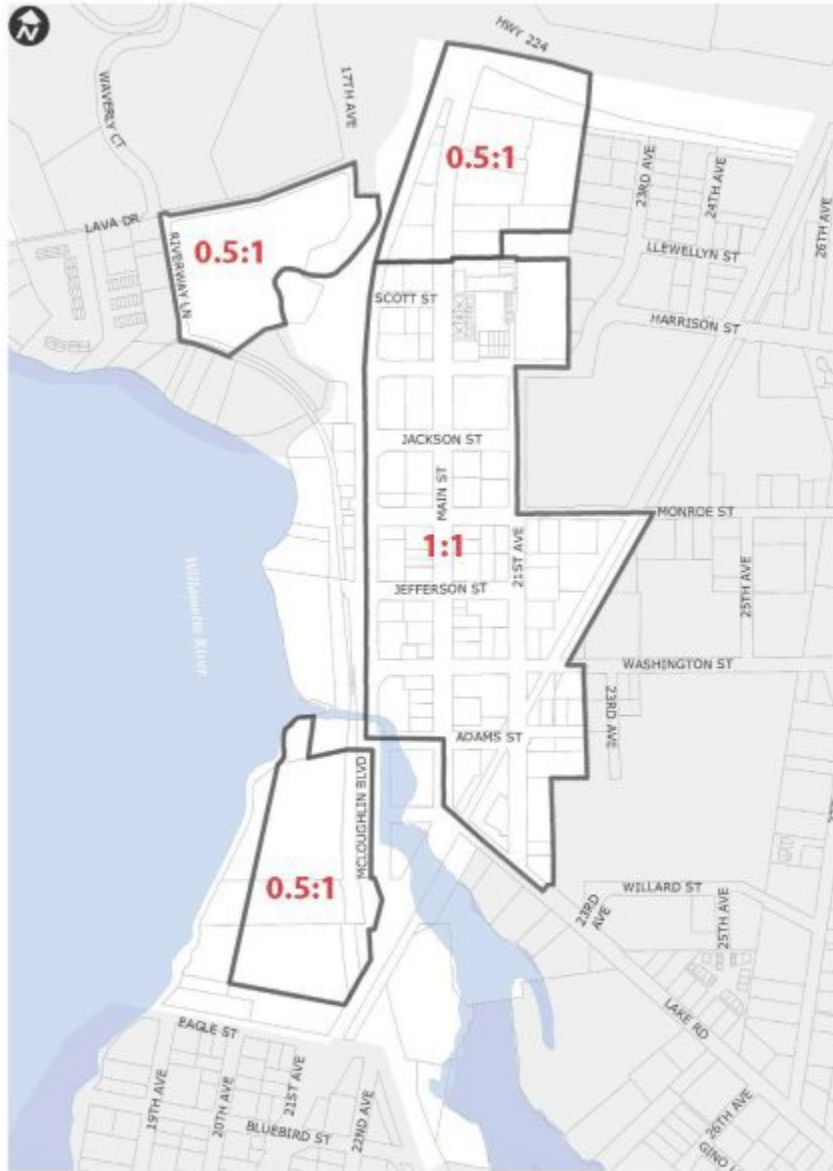 N
HWY 224
WAVERLY CT
17TH AVE
0.5:1
23RD AVE
24TH AVE
26TH AVE
LAVA DR
RIVERWAY LN
0.5:1
LLEWELLYN ST
SCOTT ST
HARRISON ST
JACKSON ST
MAIN ST
MONROE ST
1:1
21ST AVE
JEFFERSON ST
25TH AVE
Willamette River
WASHINGTON ST
23RD AVE
ADAMS ST
MCLOUGHLIN BLVD
0.5:1
WILLARD ST
23RD AVE
25TH AVE
LAKE RD
EAGLE ST
19TH AVE
20TH AVE
21ST AVE
22ND AVE
BLUEBIRD ST
26TH AVE
GINO